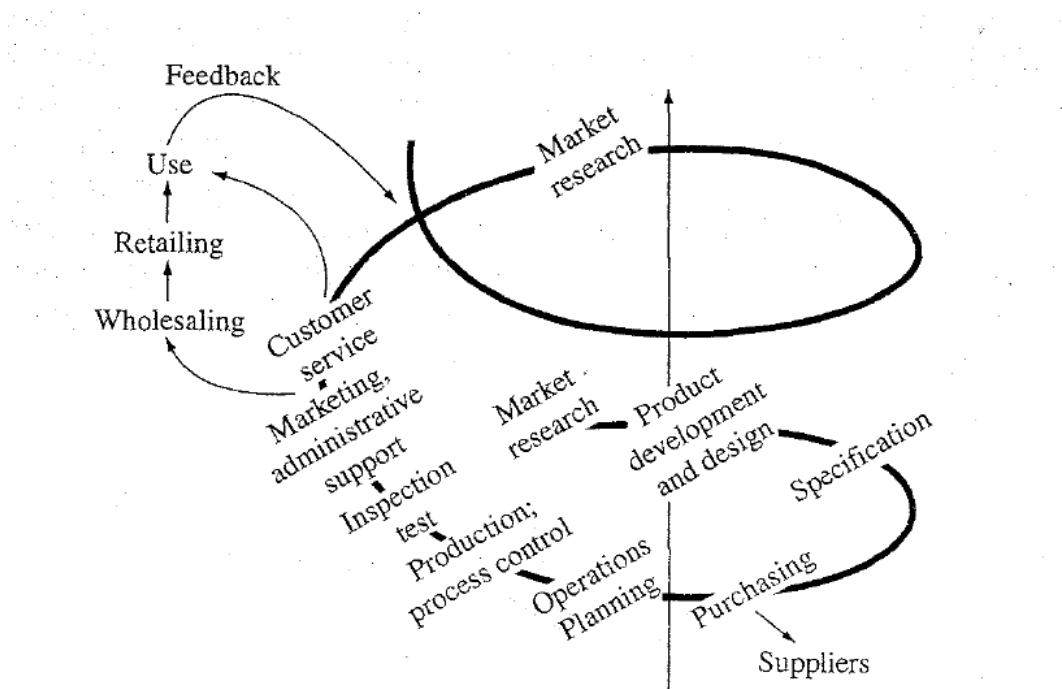 Feedback
Market
research
Use
Retailing
Wholesaling
Customer
service
Marketing,
administrative
support
Inspection
test
Production;
process control
Operations
Planning
Purchasing
Suppliers
Specification
Product
development
and design
Market
research